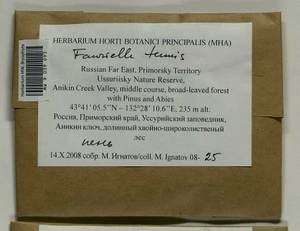 HERBARIUM HORTI BOTANICI PRINCIPALIS (MHA)
Fauriella tenuis
Russian Far East, Primorsky Territory
Ussuriisky Nature Reserve,
Anikin Creek Valley, middle course, broad-leaved forest
with Pinus and Abies
43°41' 05.5"N – 132°28' 10.6"E, 235 m alt.
Россия, Приморский край, Уссурийский заповедник,
Аникин ключ, долинный хвойно-широколиственый
лес
пень
14.X.2008 собр. М. Игнатов/coll. M. Ignatov 08- 25